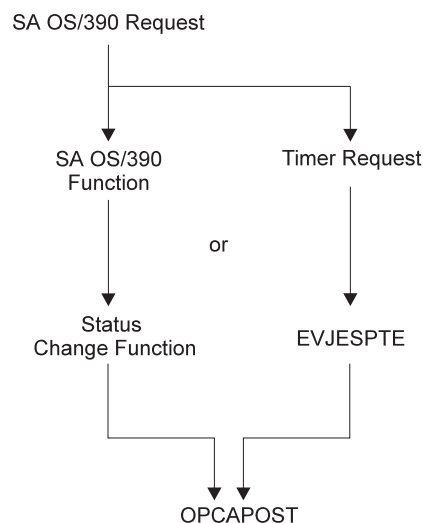 SA OS/390 Request
SA OS/390
Function
Timer Request
or
Status
Change Function
EVJESPTE
OPCAPOST